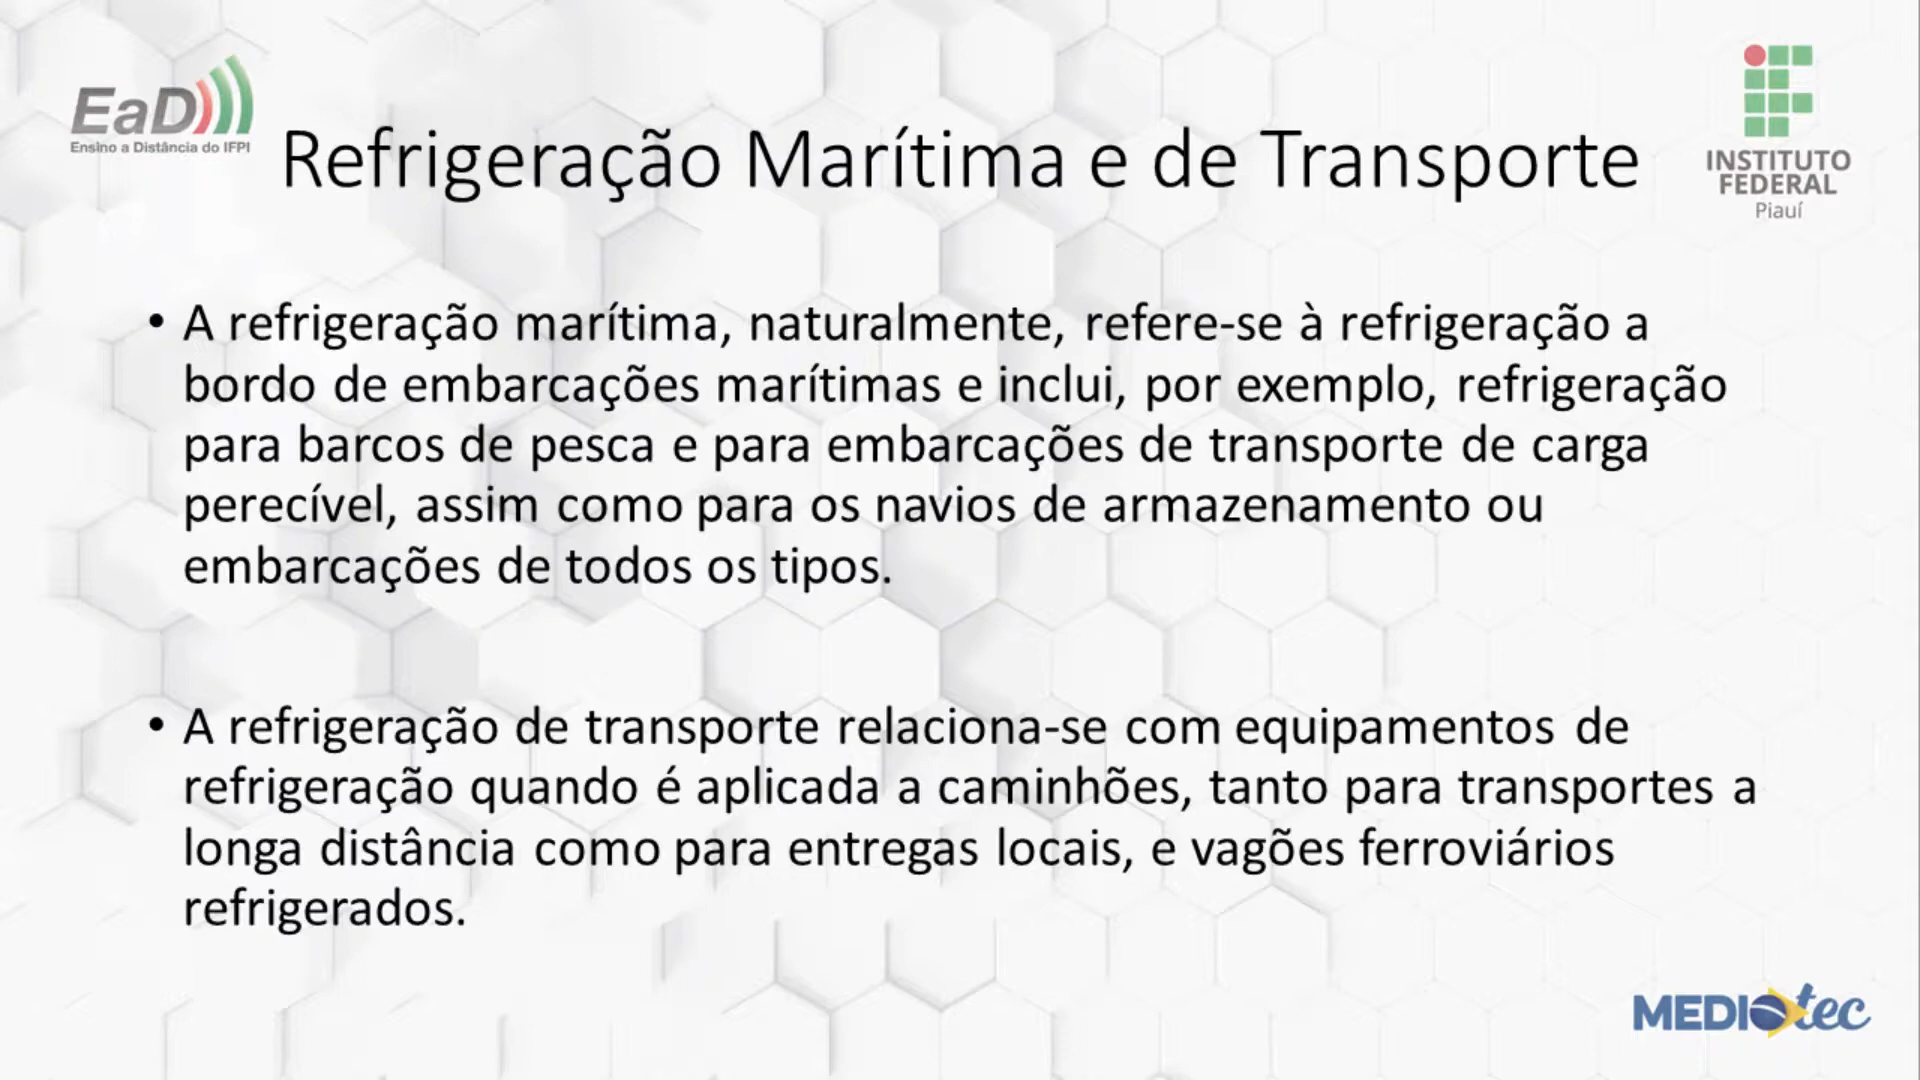 EaD
Ensino a Distância do IFPI
Refrigeração Marítima e de Transporte
INSTITUTO
FEDERAL
Piauí
• A refrigeração marítima, naturalmente, refere-se à refrigeração a
bordo de embarcações marítimas e inclui, por exemplo, refrigeração
para barcos de pesca e para embarcações de transporte de carga
perecível, assim como para os navios de armazenamento ou
embarcações de todos os tipos.
• A refrigeração de transporte relaciona-se com equipamentos de
refrigeração quando é aplicada a caminhões, tanto para transportes a
longa distância como para entregas locais, e vagões ferroviários
refrigerados.
MEDIOtec